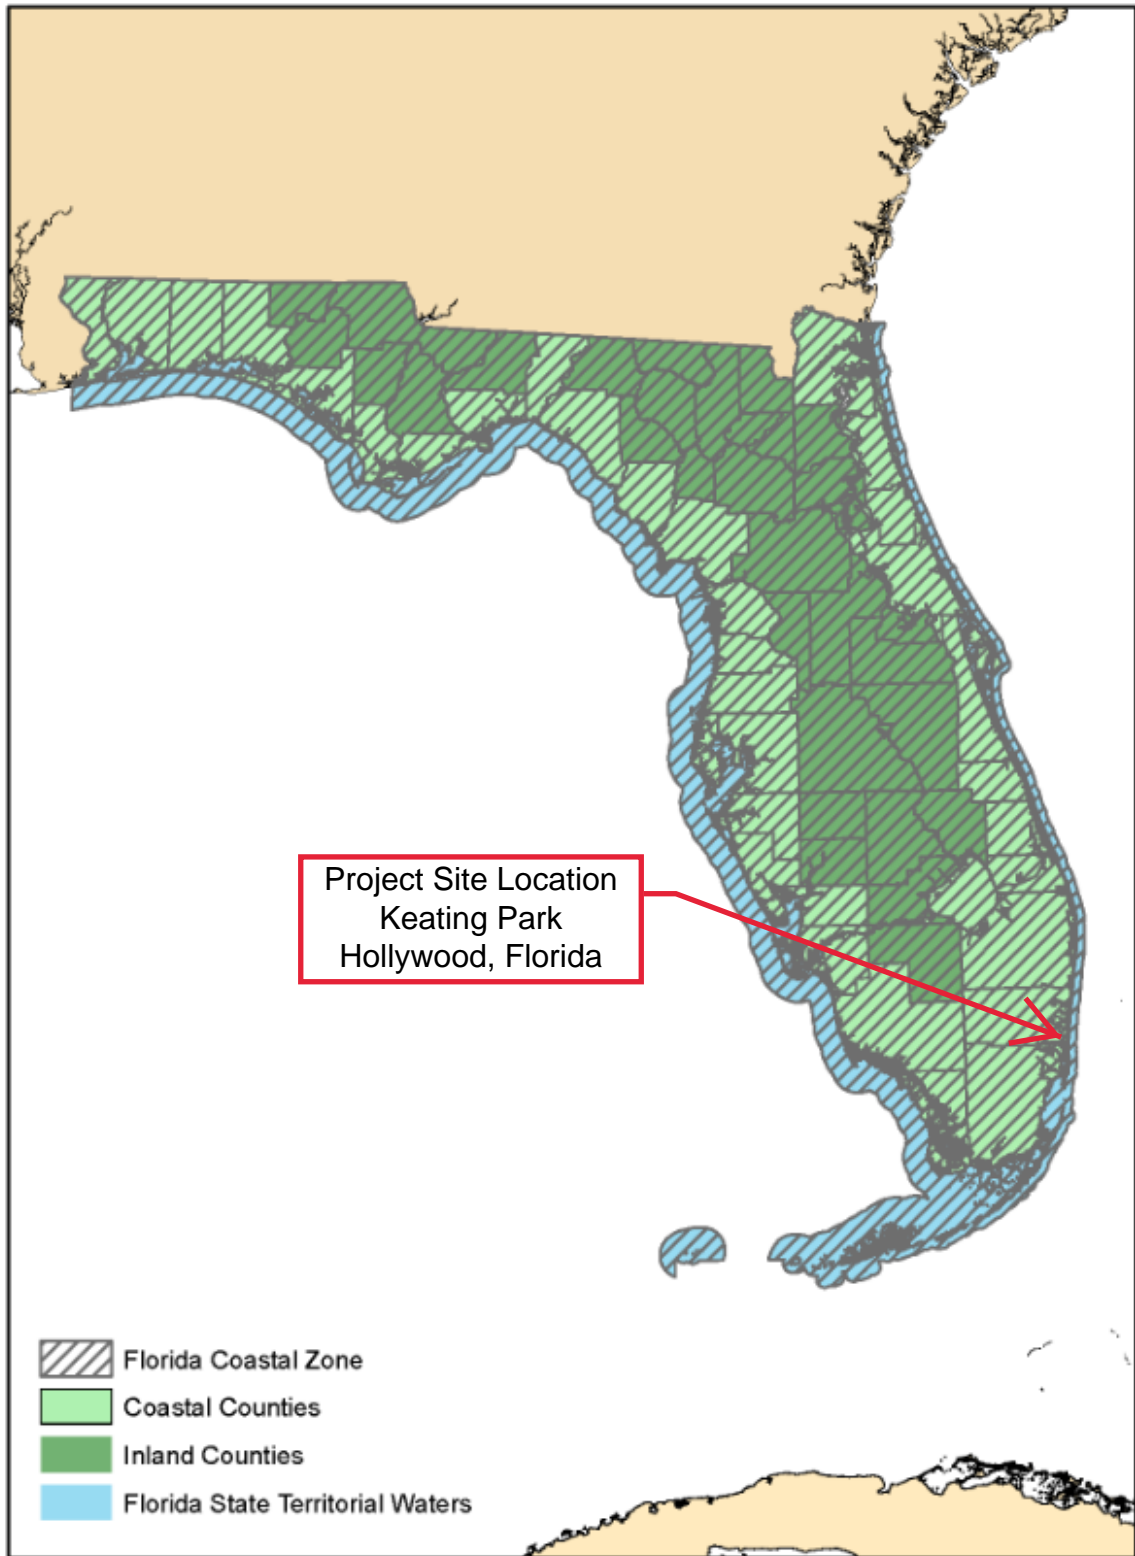 Project Site Location
Keating Park
Hollywood, Florida
Florida Coastal Zone
Coastal Counties
Inland Counties
Florida State Territorial Waters